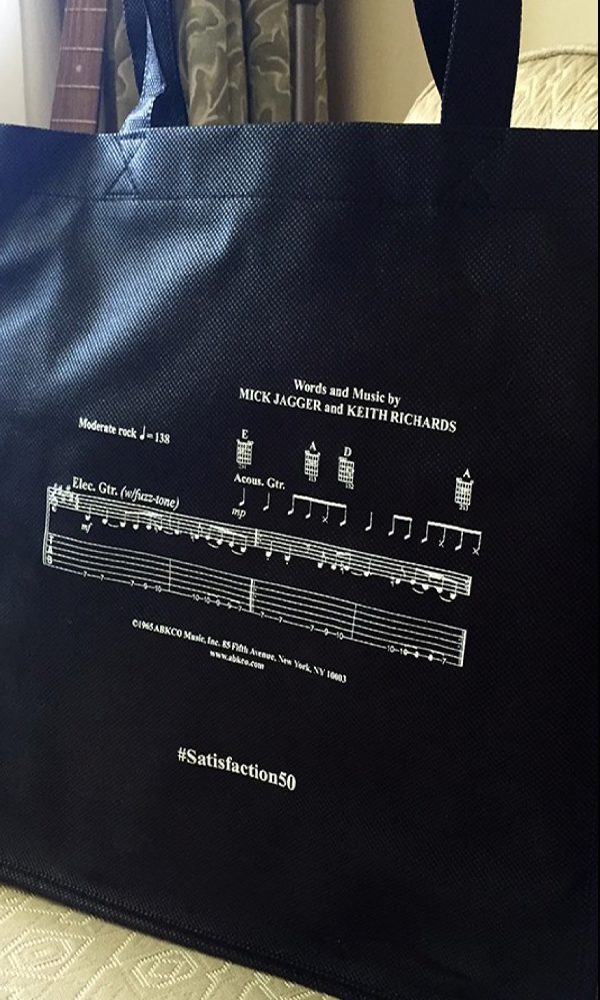 Words and Music by
MICK JAGGER and KEITH RICHARDS
Moderate rock ♩=138
E A D A
Elec. Gtr. (w/fuzz-tone)
Acous. Gtr.
mp
mf
©1965 ABKCO Music, Inc. 85 Fifth Avenue, New York, NY 10003
www.abkco.com
#Satisfaction50